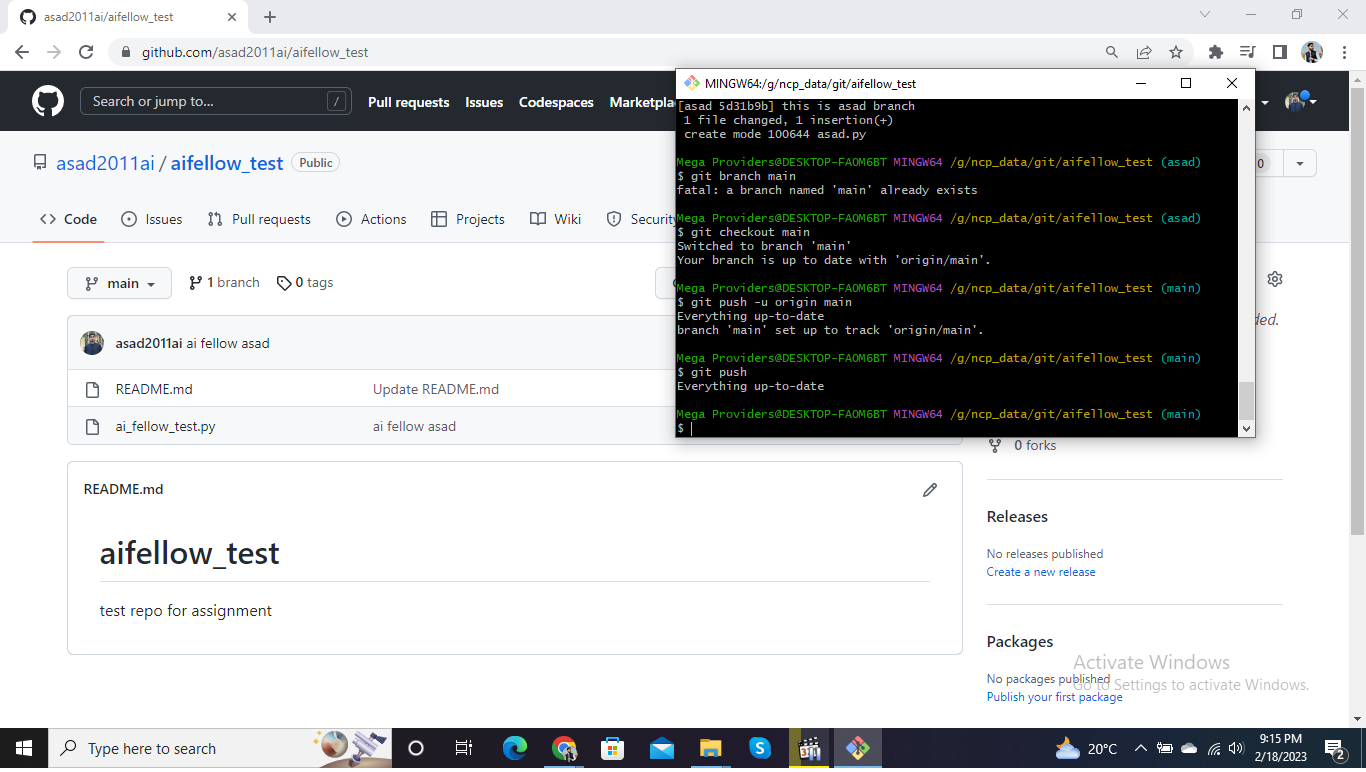 asad2011ai/aifellow_test
github.com/asad2011ai/aifellow_test
Search or jump to...
/
Pull requests
Issues
Codespaces
Marketpla
asad2011ai / aifellow_test
Public
0
Code
Issues
Pull requests
Actions
Projects
Wiki
Security
main
1 branch
0 tags
asad2011ai ai fellow asad
README.md
Update README.md
ai_fellow_test.py
ai fellow asad
README.md
aifellow_test
test repo for assignment
MINGW64:/g/ncp_data/git/aifellow_test
[asad 5d31b9b] this is asad branch
1 file changed, 1 insertion(+)
create mode 100644 asad.py
Mega Providers@DESKTOP-FAOM6BT MINGW64 /g/ncp_data/git/aifellow_test (asad)
$ git branch main
fatal: a branch named 'main' already exists
Mega Providers@DESKTOP-FAOM6BT MINGW64 /g/ncp_data/git/aifellow_test (asad)
$ git checkout main
Switched to branch 'main'
Your branch is up to date with 'origin/main'.
Mega Providers@DESKTOP-FAOM6BT MINGW64 /g/ncp_data/git/aifellow_test (main)
$ git push -u origin main
Everything up-to-date
branch 'main' set up to track 'origin/main'.
Mega Providers@DESKTOP-FAOM6BT MINGW64 /g/ncp_data/git/aifellow_test (main)
$ git push
Everything up-to-date
Mega Providers@DESKTOP-FAOM6BT MINGW64 /g/ncp_data/git/aifellow_test (main)
$
ded.
0 forks
Releases
No releases published
Create a new release
Packages
No packages published
Publish your first package
Activate Windows
Go to Settings to activate Windows.
Type here to search
20°C
9:15 PM
2/18/2023
2